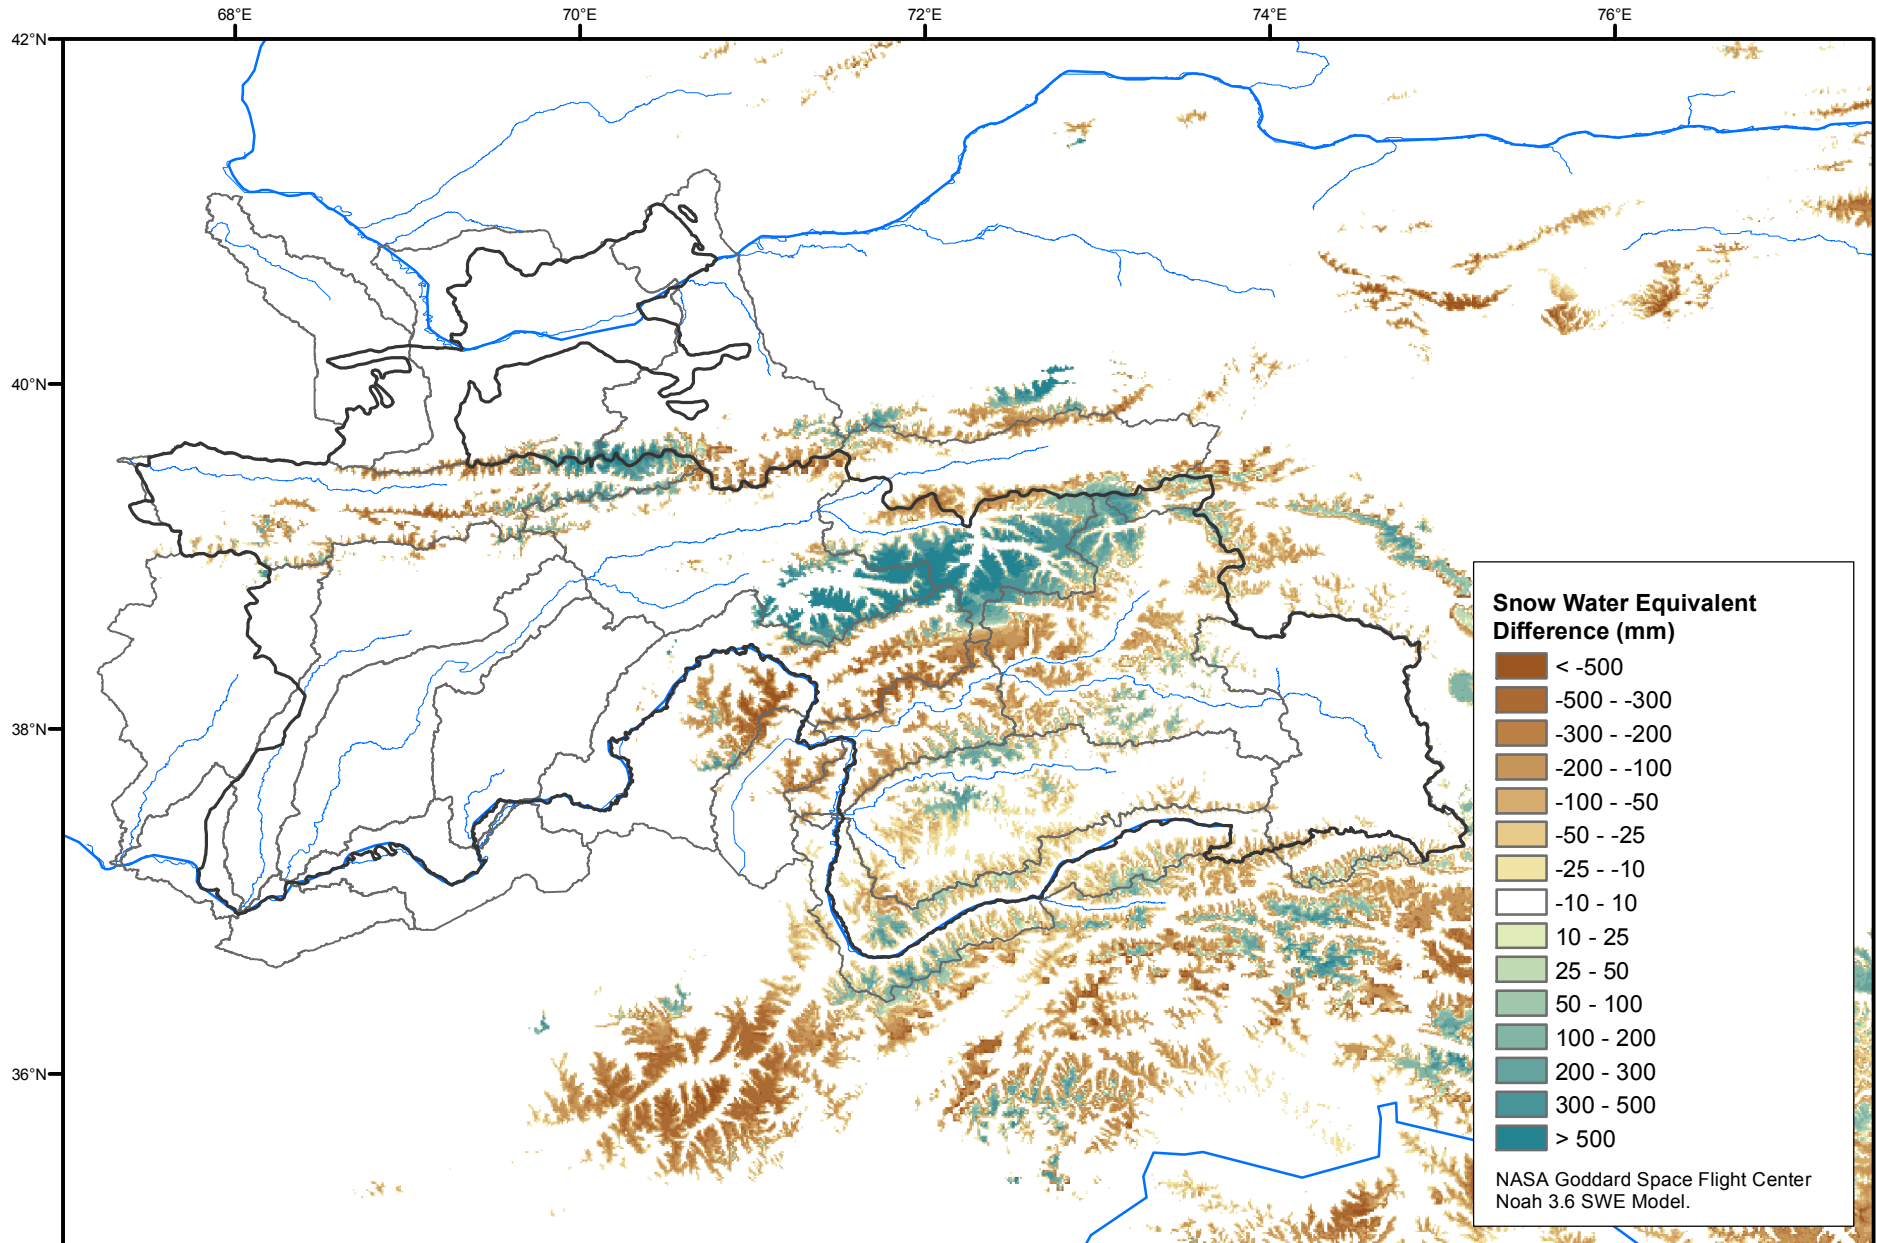 68°E
70°E
72°E
74°E
76°E
42°N
40°N
38°N
36°N
Snow Water Equivalent
Difference (mm)
< -500
-500 - -300
-300 - -200
-200 - -100
-100 - -50
-50 - -25
-25 - -10
-10 - 10
10 - 25
25 - 50
50 - 100
100 - 200
200 - 300
300 - 500
> 500
NASA Goddard Space Flight Center
Noah 3.6 SWE Model.